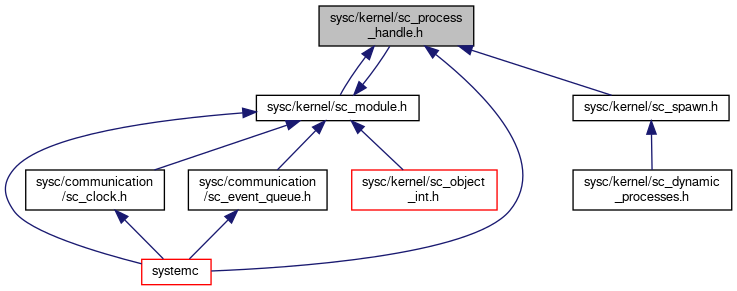 sysc/kernel/sc_process
_handle.h
sysc/kernel/sc_module.h
sysc/kernel/sc_spawn.h
sysc/communication
/sc_clock.h
sysc/communication
/sc_event_queue.h
sysc/kernel/sc_object
_int.h
sysc/kernel/sc_dynamic
_processes.h
systemc